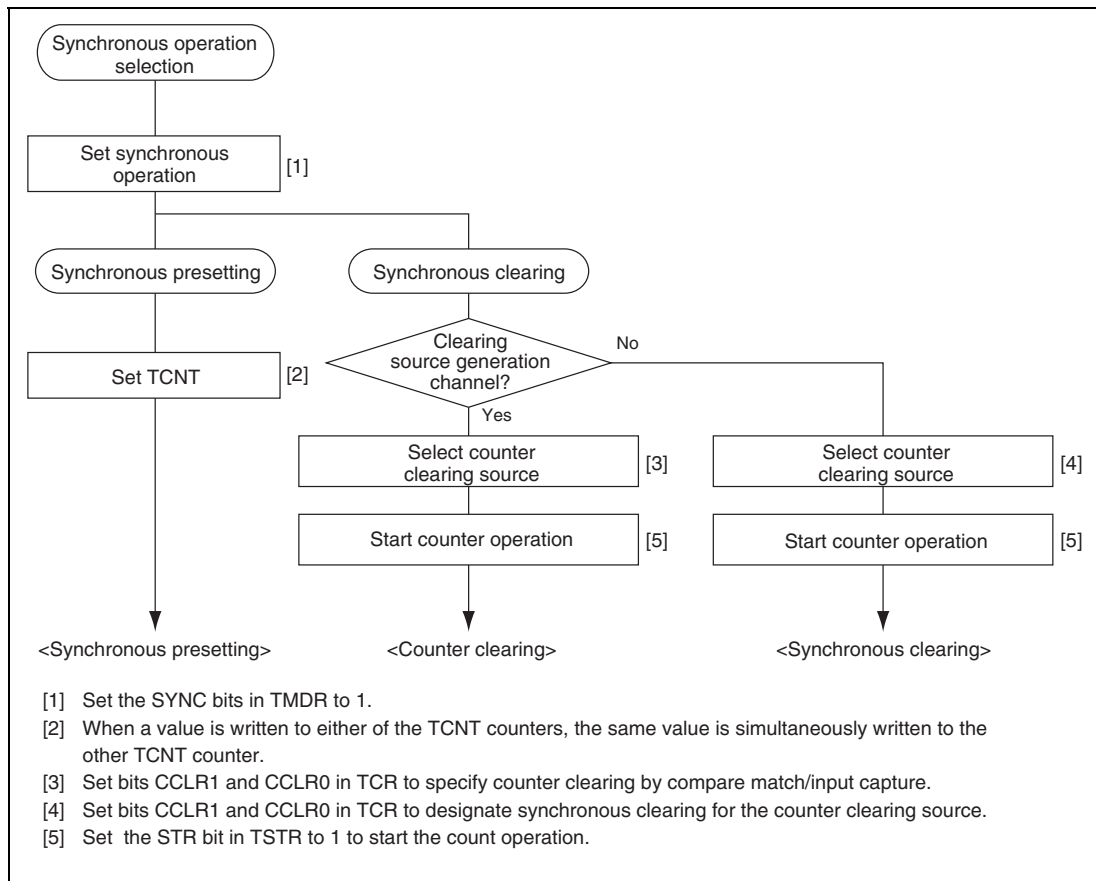 Synchronous operation
selection
Set synchronous
operation
[1]
Synchronous presetting
Synchronous clearing
Set TCNT
[2]
Clearing
source generation
channel?
No
Yes
Select counter
clearing source
[3]
Select counter
clearing source
[4]
Start counter operation
[5]
Start counter operation
[5]
<Synchronous presetting>
<Counter clearing>
<Synchronous clearing>
[1] Set the SYNC bits in TMDR to 1.
[2] When a value is written to either of the TCNT counters, the same value is simultaneously written to the
other TCNT counter.
[3] Set bits CCLR1 and CCLR0 in TCR to specify counter clearing by compare match/input capture.
[4] Set bits CCLR1 and CCLR0 in TCR to designate synchronous clearing for the counter clearing source.
[5] Set the STR bit in TSTR to 1 to start the count operation.